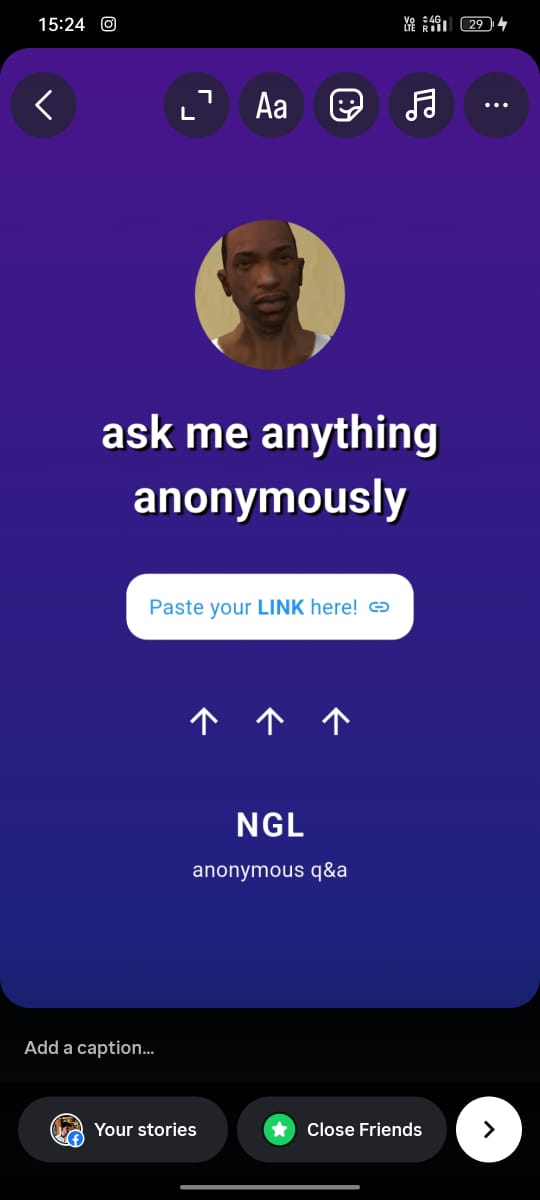 15:24
Vo LTE 4G R 29
Aa
ask me anything
anonymously
Paste your LINK here!
NGL
anonymous q&a
Add a caption...
Your stories
Close Friends